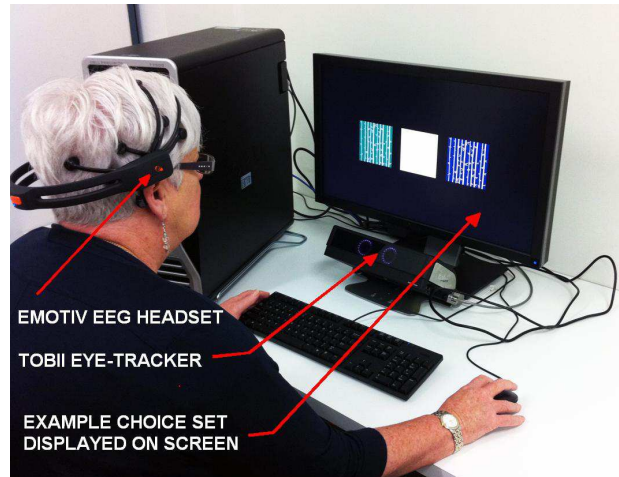 EMOTIV EEG HEADSET
TOBII EYE-TRACKER
EXAMPLE CHOICE SET
DISPLAYED ON SCREEN